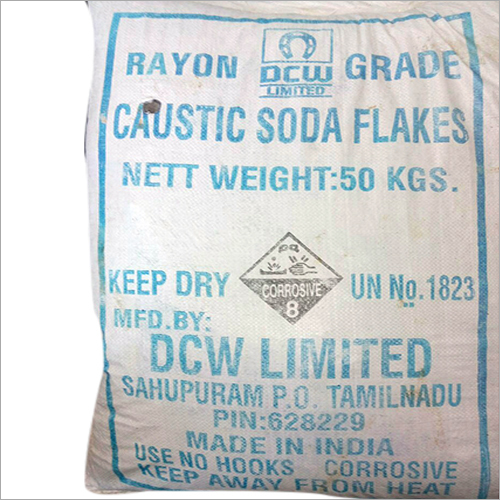 RAYON DCW LIMITED GRADE
CAUSTIC SODA FLAKES
NETT WEIGHT:50 KGS.
KEEP DRY CORROSIVE 8 UN No.1823
MFD.BY:
DCW LIMITED
SAHUPURAM P.O. TAMILNADU
PIN:628229
MADE IN INDIA
USE NO HOOKS CORROSIVE
KEEP AWAY FROM HEAT